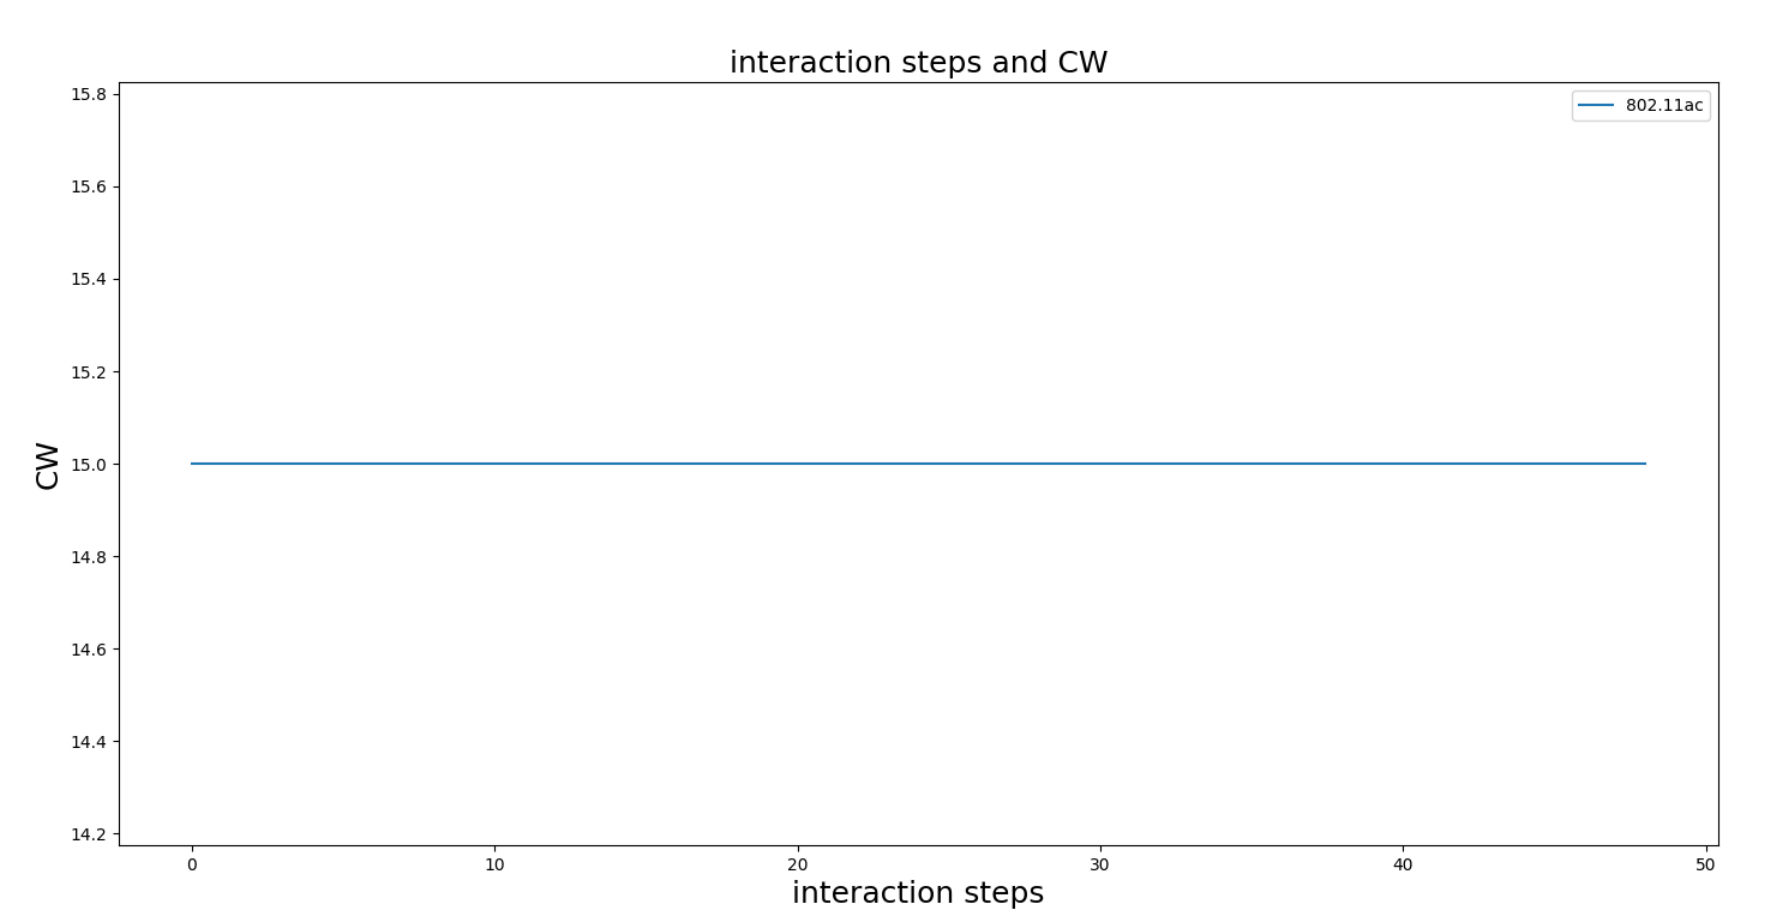 interaction steps and CW
802.11ac
15.8
15.6
15.4
15.2
15.0
14.8
14.6
14.4
14.2
CW
0 10 20 30 40 50
interaction steps